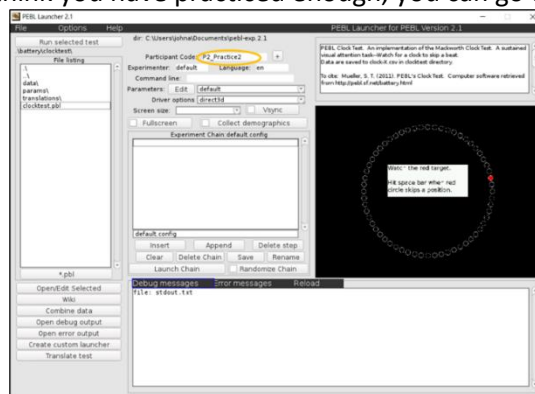 think you have practiced enough, you can go
PEBL Launcher 2.1
File Options Help
PEBL Launcher for PEBL Version 2.1
Run selected test
\battery\clocktest\
File listing
.\
..\
data\
params\
translations\
clocktest.pbl
*.pbl
Open/Edit Selected
Wiki
Combine data
Open debug output
Open error output
Create custom launcher
Translate test
dir: C:\Users\johna\Documents\pebl-exp.2.1
Participant Code: P2_Practice2 +
Experimenter: default Language: en
Command line:
Parameters: Edit default
Driver options direct3d
Screen size: Vsync
Fullscreen Collect demographics
Experiment Chain default.config
default.config
Insert Append Delete step
Clear Delete Chain Save Rename
Launch Chain Randomize Chain
PEBL Clock Test. An implementation of the Mackworth Clock Test. A sustained
visual attention task--Watch for a clock to skip a beat.
Data are saved to clock-it.csv in clocktest directory
To cite: Mueller, S. T. (2011). PEBL's Clock Test. Computer software retrieved
from http://pebl.sf.net/battery.html
Watch the red target.
Hit space bar when red
circle skips a position.
Debug messages Error messages Reload
file: stdout.txt